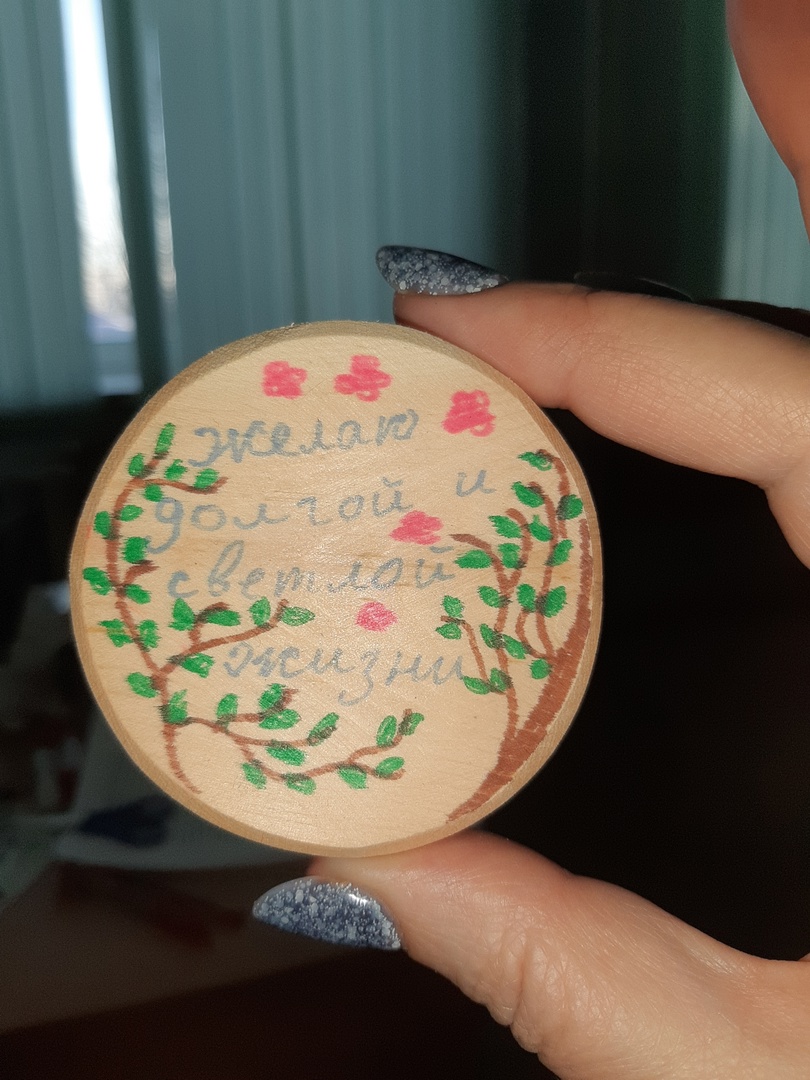 желаю
долгой и
светлой
жизни